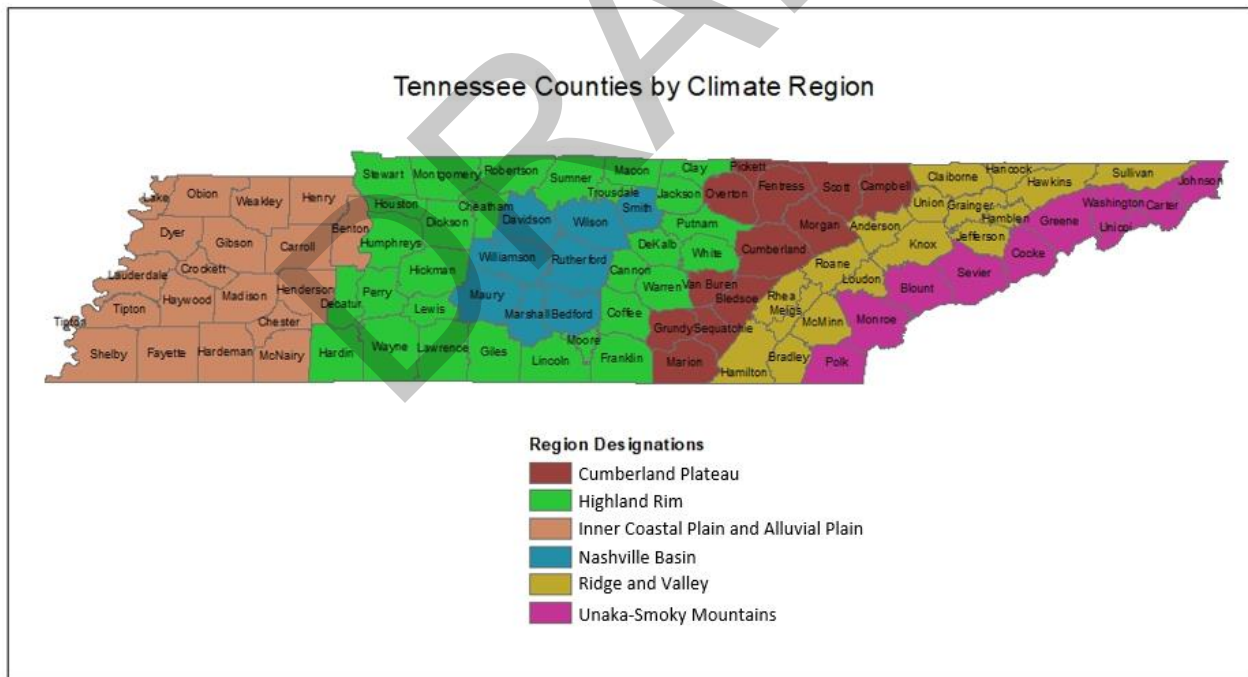 DRA
Tennessee Counties by Climate Region
Stewart Montgomery Robertson Sumner Macon Clay Pickett
Lake Obion Weakley Henry Houston Cheatham Trousdale Smith Jackson Overton Fentress Scott Campbell Claiborne Hancock Hawkins Sullivan Johnson
Dyer Gibson Carroll Benton Humphreys Dickson Davidson Wilson Putnam Morgan Anderson Union Grainger Hamblen Jefferson Greene Washington Carter Unicoi
Lauderdale Crockett Hickman Williamson Rutherford DeKalb White Cumberland Roane Knox Loudon Sevier Cocke
Tipton Haywood Madison Henderson Decatur Perry Lewis Maury Cannon Warren Van Buren Bledsoe Rhea Meigs McMinn Monroe Blount
Tipton Chester Marshall Bedford Coffee Grundy Sequatchie
Shelby Fayette Hardeman McNairy Hardin Wayne Lawrence Giles Lincoln Moore Franklin Marion Hamilton Bradley Polk
Region Designations
Cumberland Plateau
Highland Rim
Inner Coastal Plain and Alluvial Plain
Nashville Basin
Ridge and Valley
Unaka-Smoky Mountains